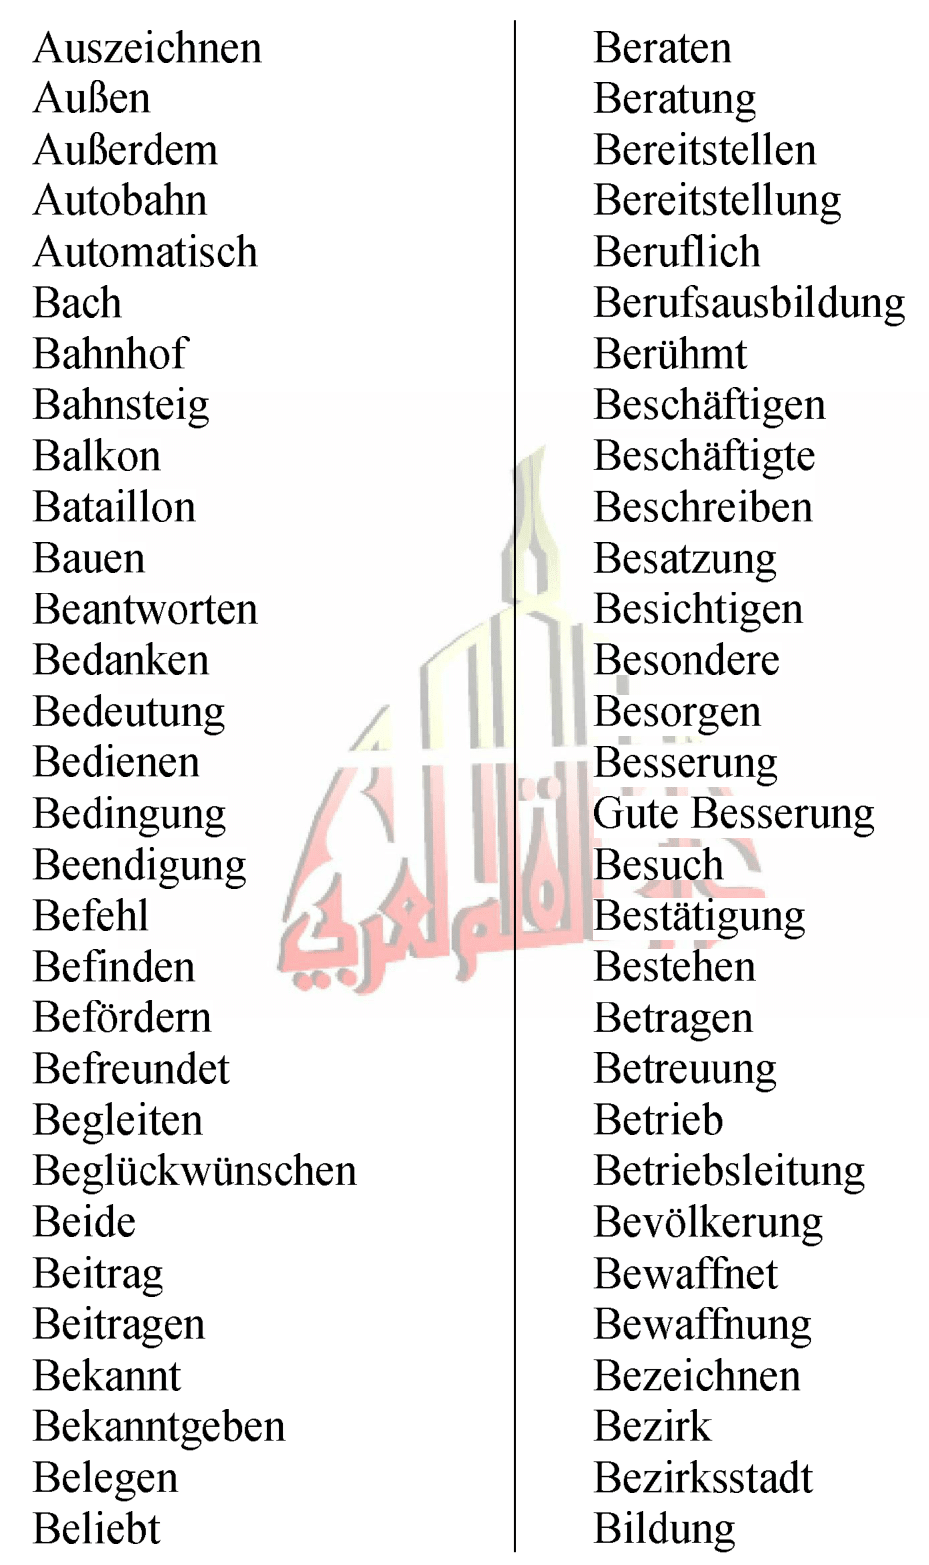 Auszeichnen
Außen
Außerdem
Autobahn
Automatisch
Bach
Bahnhof
Bahnsteig
Balkon
Bataillon
Bauen
Beantworten
Bedanken
Bedeutung
Bedienen
Bedingung
Beendigung
Befehl
Befinden
Befördern
Befreundet
Begleiten
Beglückwünschen
Beide
Beitrag
Beitragen
Bekannt
Bekanntgeben
Belegen
Beliebt
Beraten
Beratung
Bereitstellen
Bereitstellung
Beruflich
Berufsausbildung
Berühmt
Beschäftigen
Beschäftigte
Beschreiben
Besatzung
Besichtigen
Besondere
Besorgen
Besserung
Gute Besserung
Besuch
Bestätigung
Bestehen
Betragen
Betreuung
Betrieb
Betriebsleitung
Bevölkerung
Bewaffnet
Bewaffnung
Bezeichnen
Bezirk
Bezirksstadt
Bildung